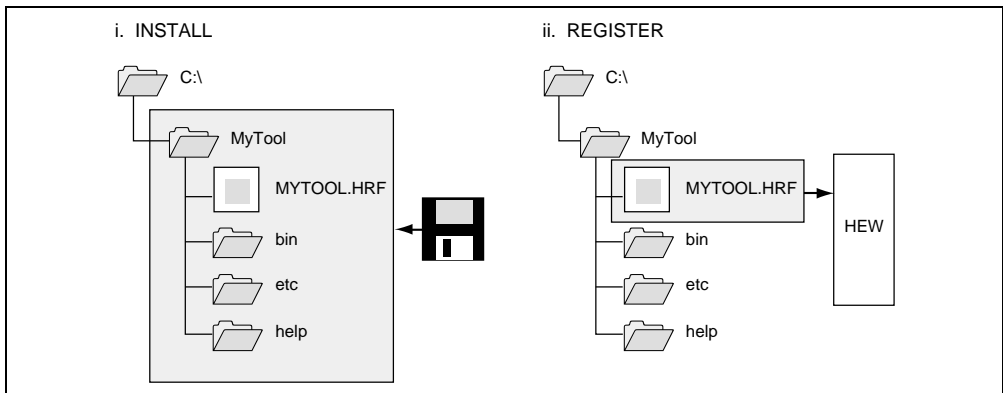 i. INSTALL
C:\
MyTool
MYTOOL.HRF
bin
etc
help
ii. REGISTER
C:\
MyTool
MYTOOL.HRF
bin
etc
help
HEW